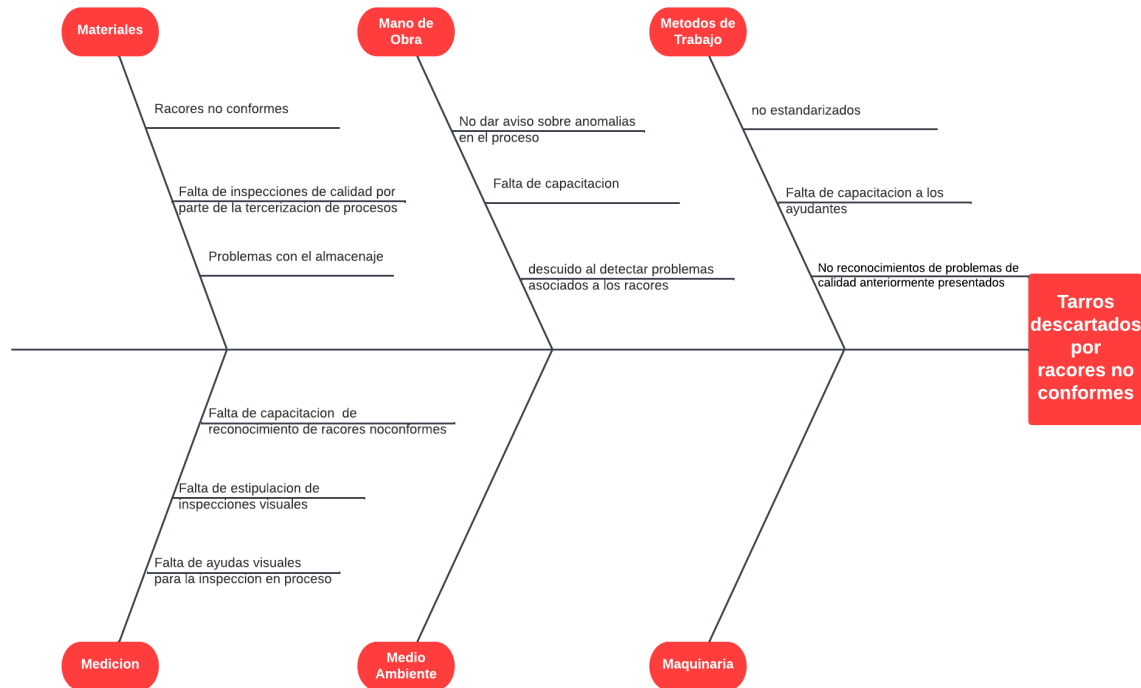 Materiales
Mano de
Obra
Metodos de
Trabajo
Racores no conformes
Falta de inspecciones de calidad por
parte de la tercerizacion de procesos
Problemas con el almacenaje
No dar aviso sobre anomalias
en el proceso
Falta de capacitacion
descuido al detectar problemas
asociados a los racores
no estandarizados
Falta de capacitacion a los
ayudantes
No reconocimientos de problemas de
calidad anteriormente presentados
Tarros
descartados
por
racores no
conformes
Falta de capacitacion  de
reconocimiento de racores noconformes
Falta de estipulacion de
inspecciones visuales
Falta de ayudas visuales
para la inspeccion en proceso
Medicion
Medio
Ambiente
Maquinaria